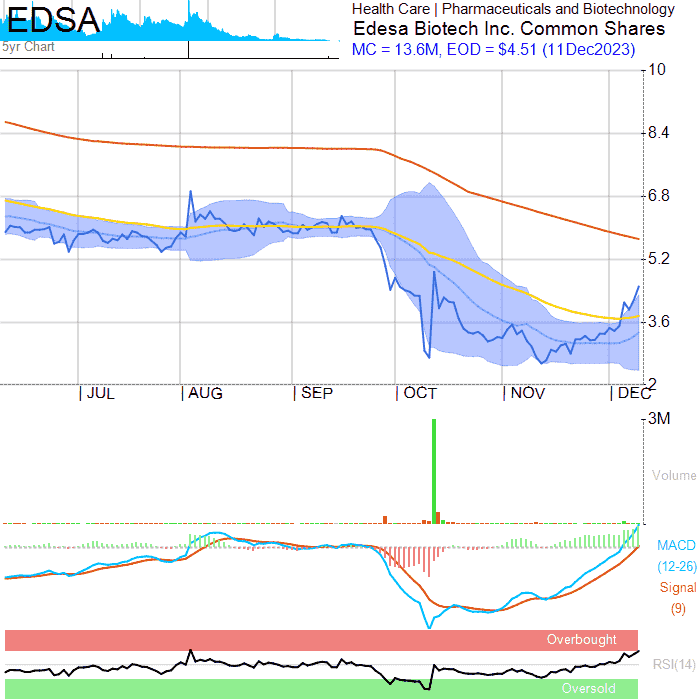 EDSA
5yr Chart
Health Care | Pharmaceuticals and Biotechnology
Edesa Biotech Inc. Common Shares
MC = 13.6M, EOD = $4.51 (11Dec2023)
10
8.4
6.8
5.2
3.6
2
| JUL | AUG | SEP | OCT | NOV | DEC
3M
Volume
MACD
(12-26)
Signal
(9)
Overbought
RSI(14)
Oversold